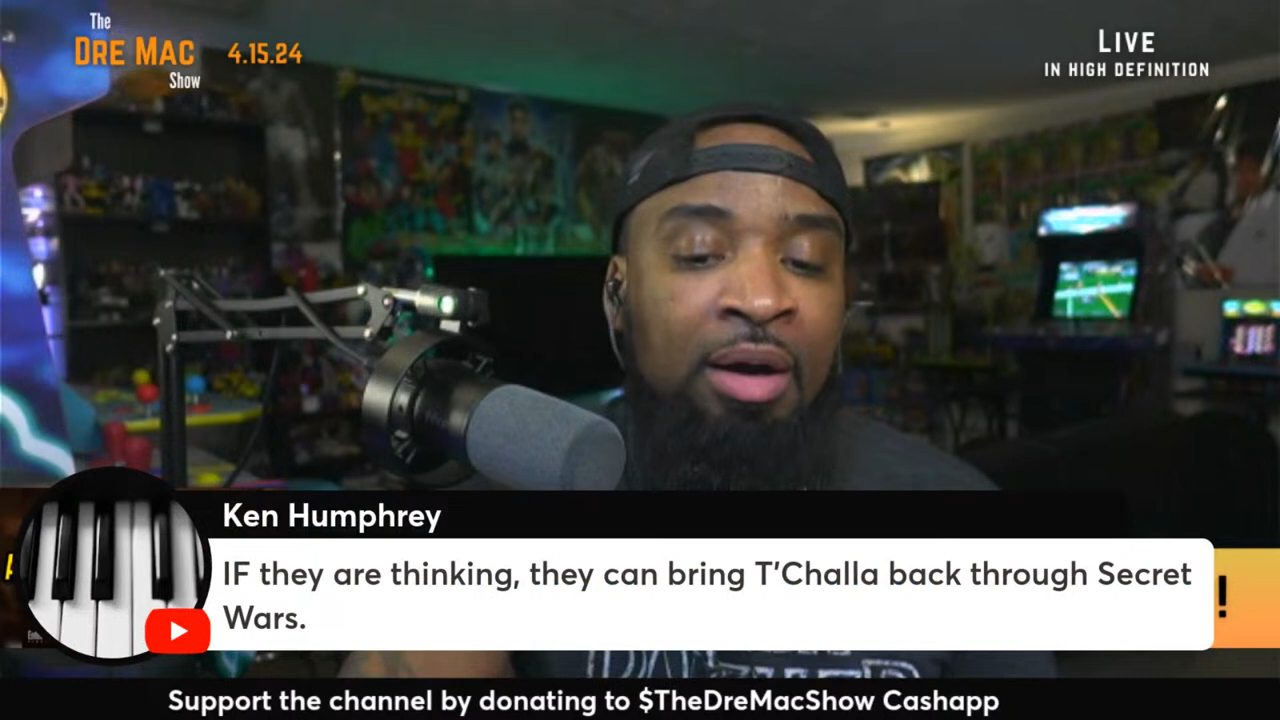 The
DRE MAC
Show
4.15.24
LIVE
IN HIGH DEFINITION
Ken Humphrey
IF they are thinking, they can bring T'Challa back through Secret
Wars.
!
Support the channel by donating to $TheDreMacShow Cashapp